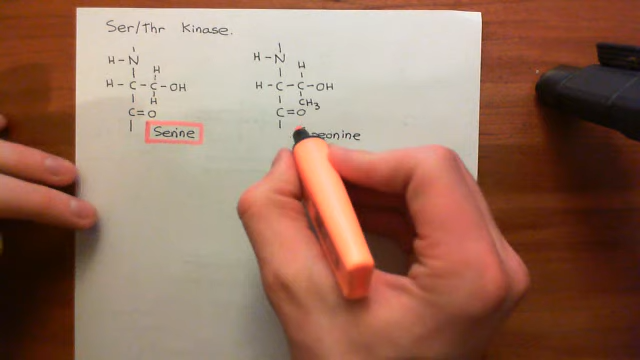 Ser/Thr Kinase.
H-N
H
H-C-C-OH
H
C=O
Serine
H-N
H
H-C-C-OH
CH3
C=O